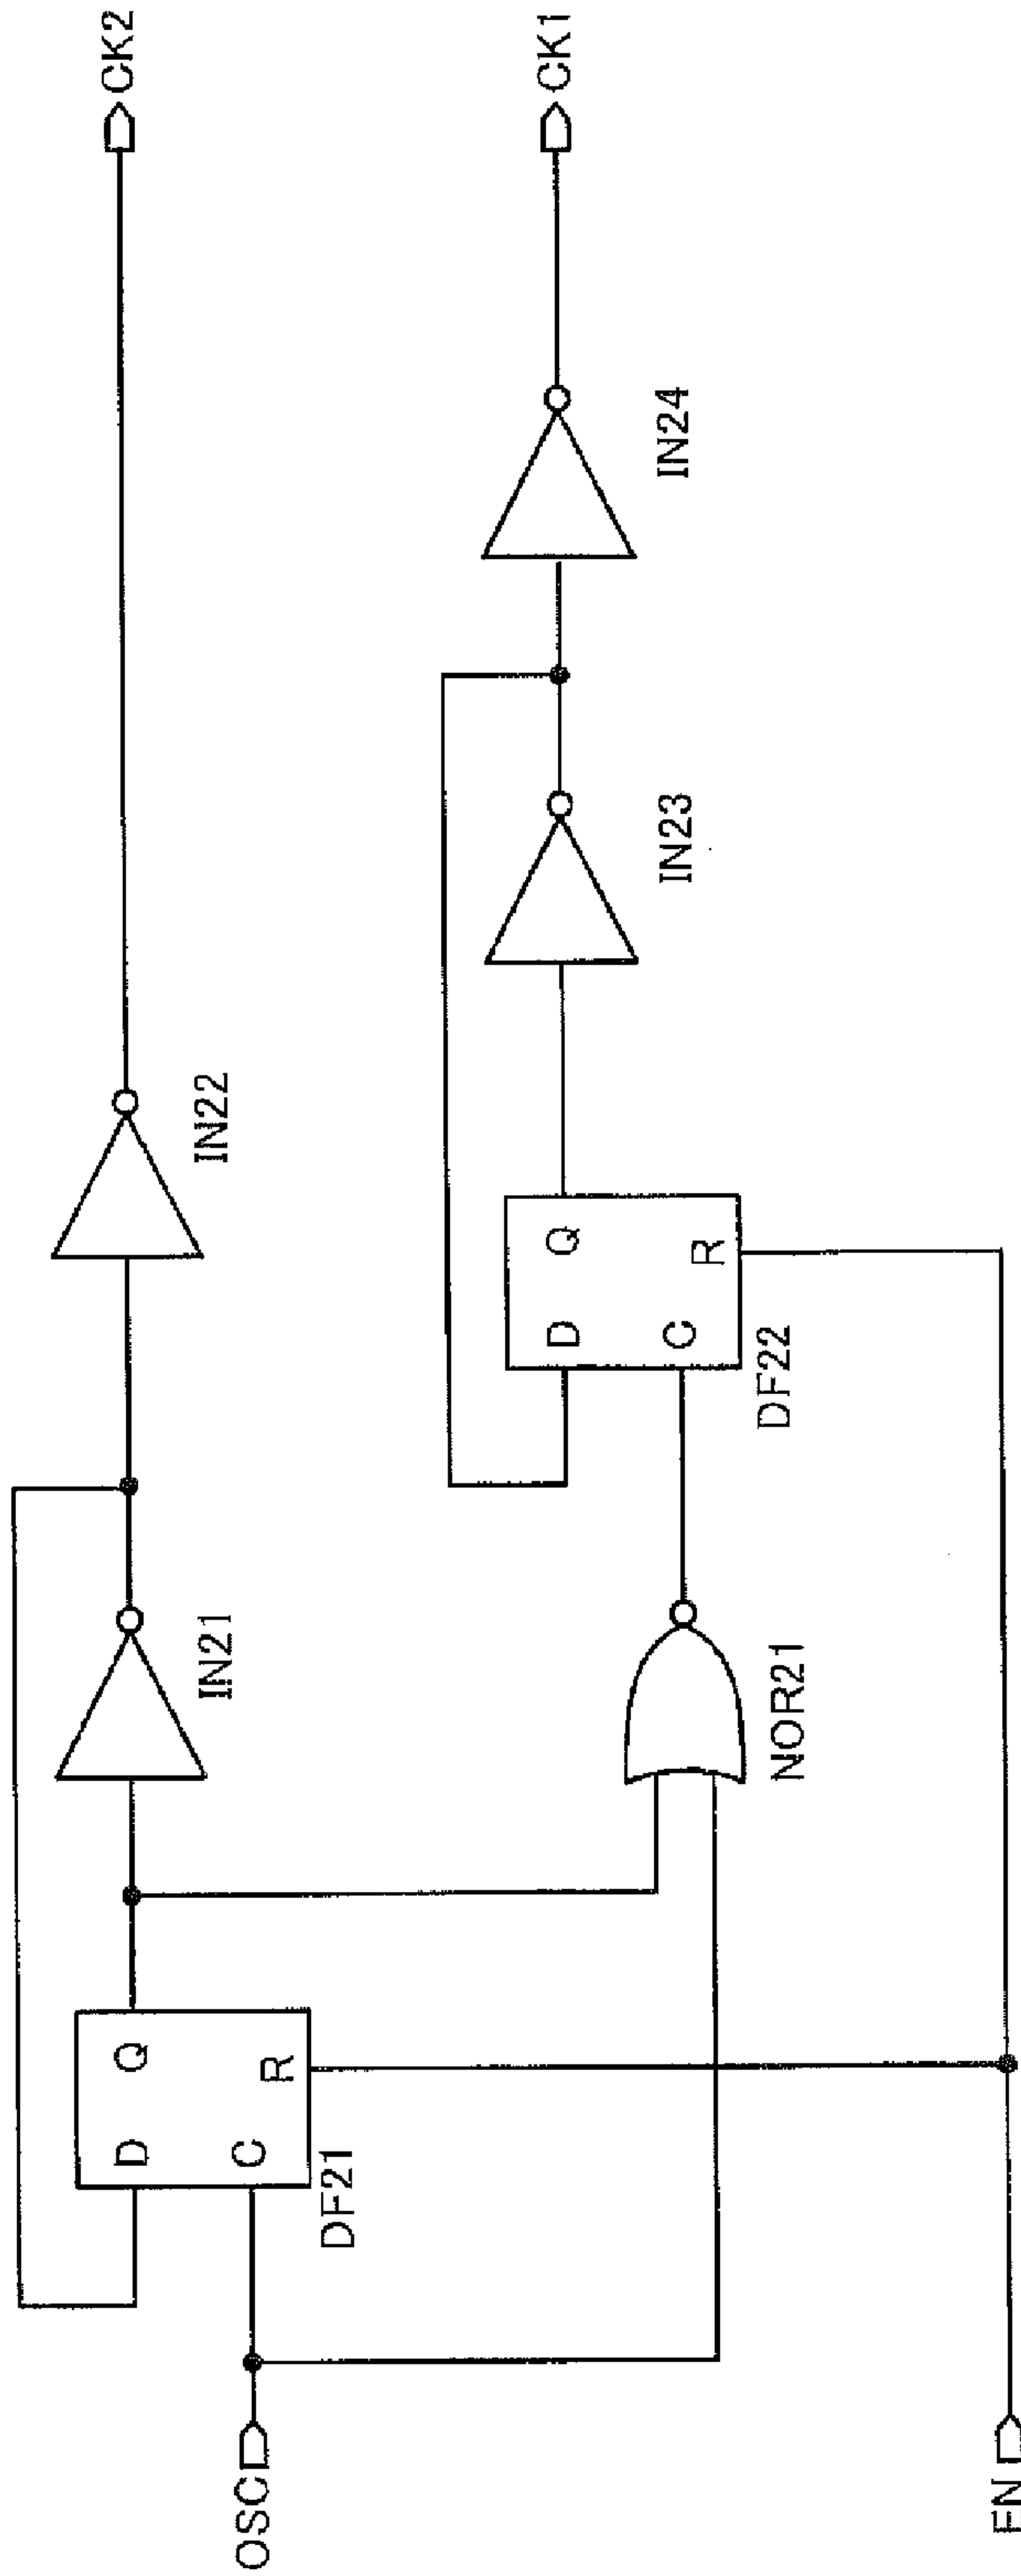 CK2
D
Q
IN21
IN22
OSC
C
R
DF21
D
Q
CK1
IN23
IN24
C
R
NOR21
DF22
EN